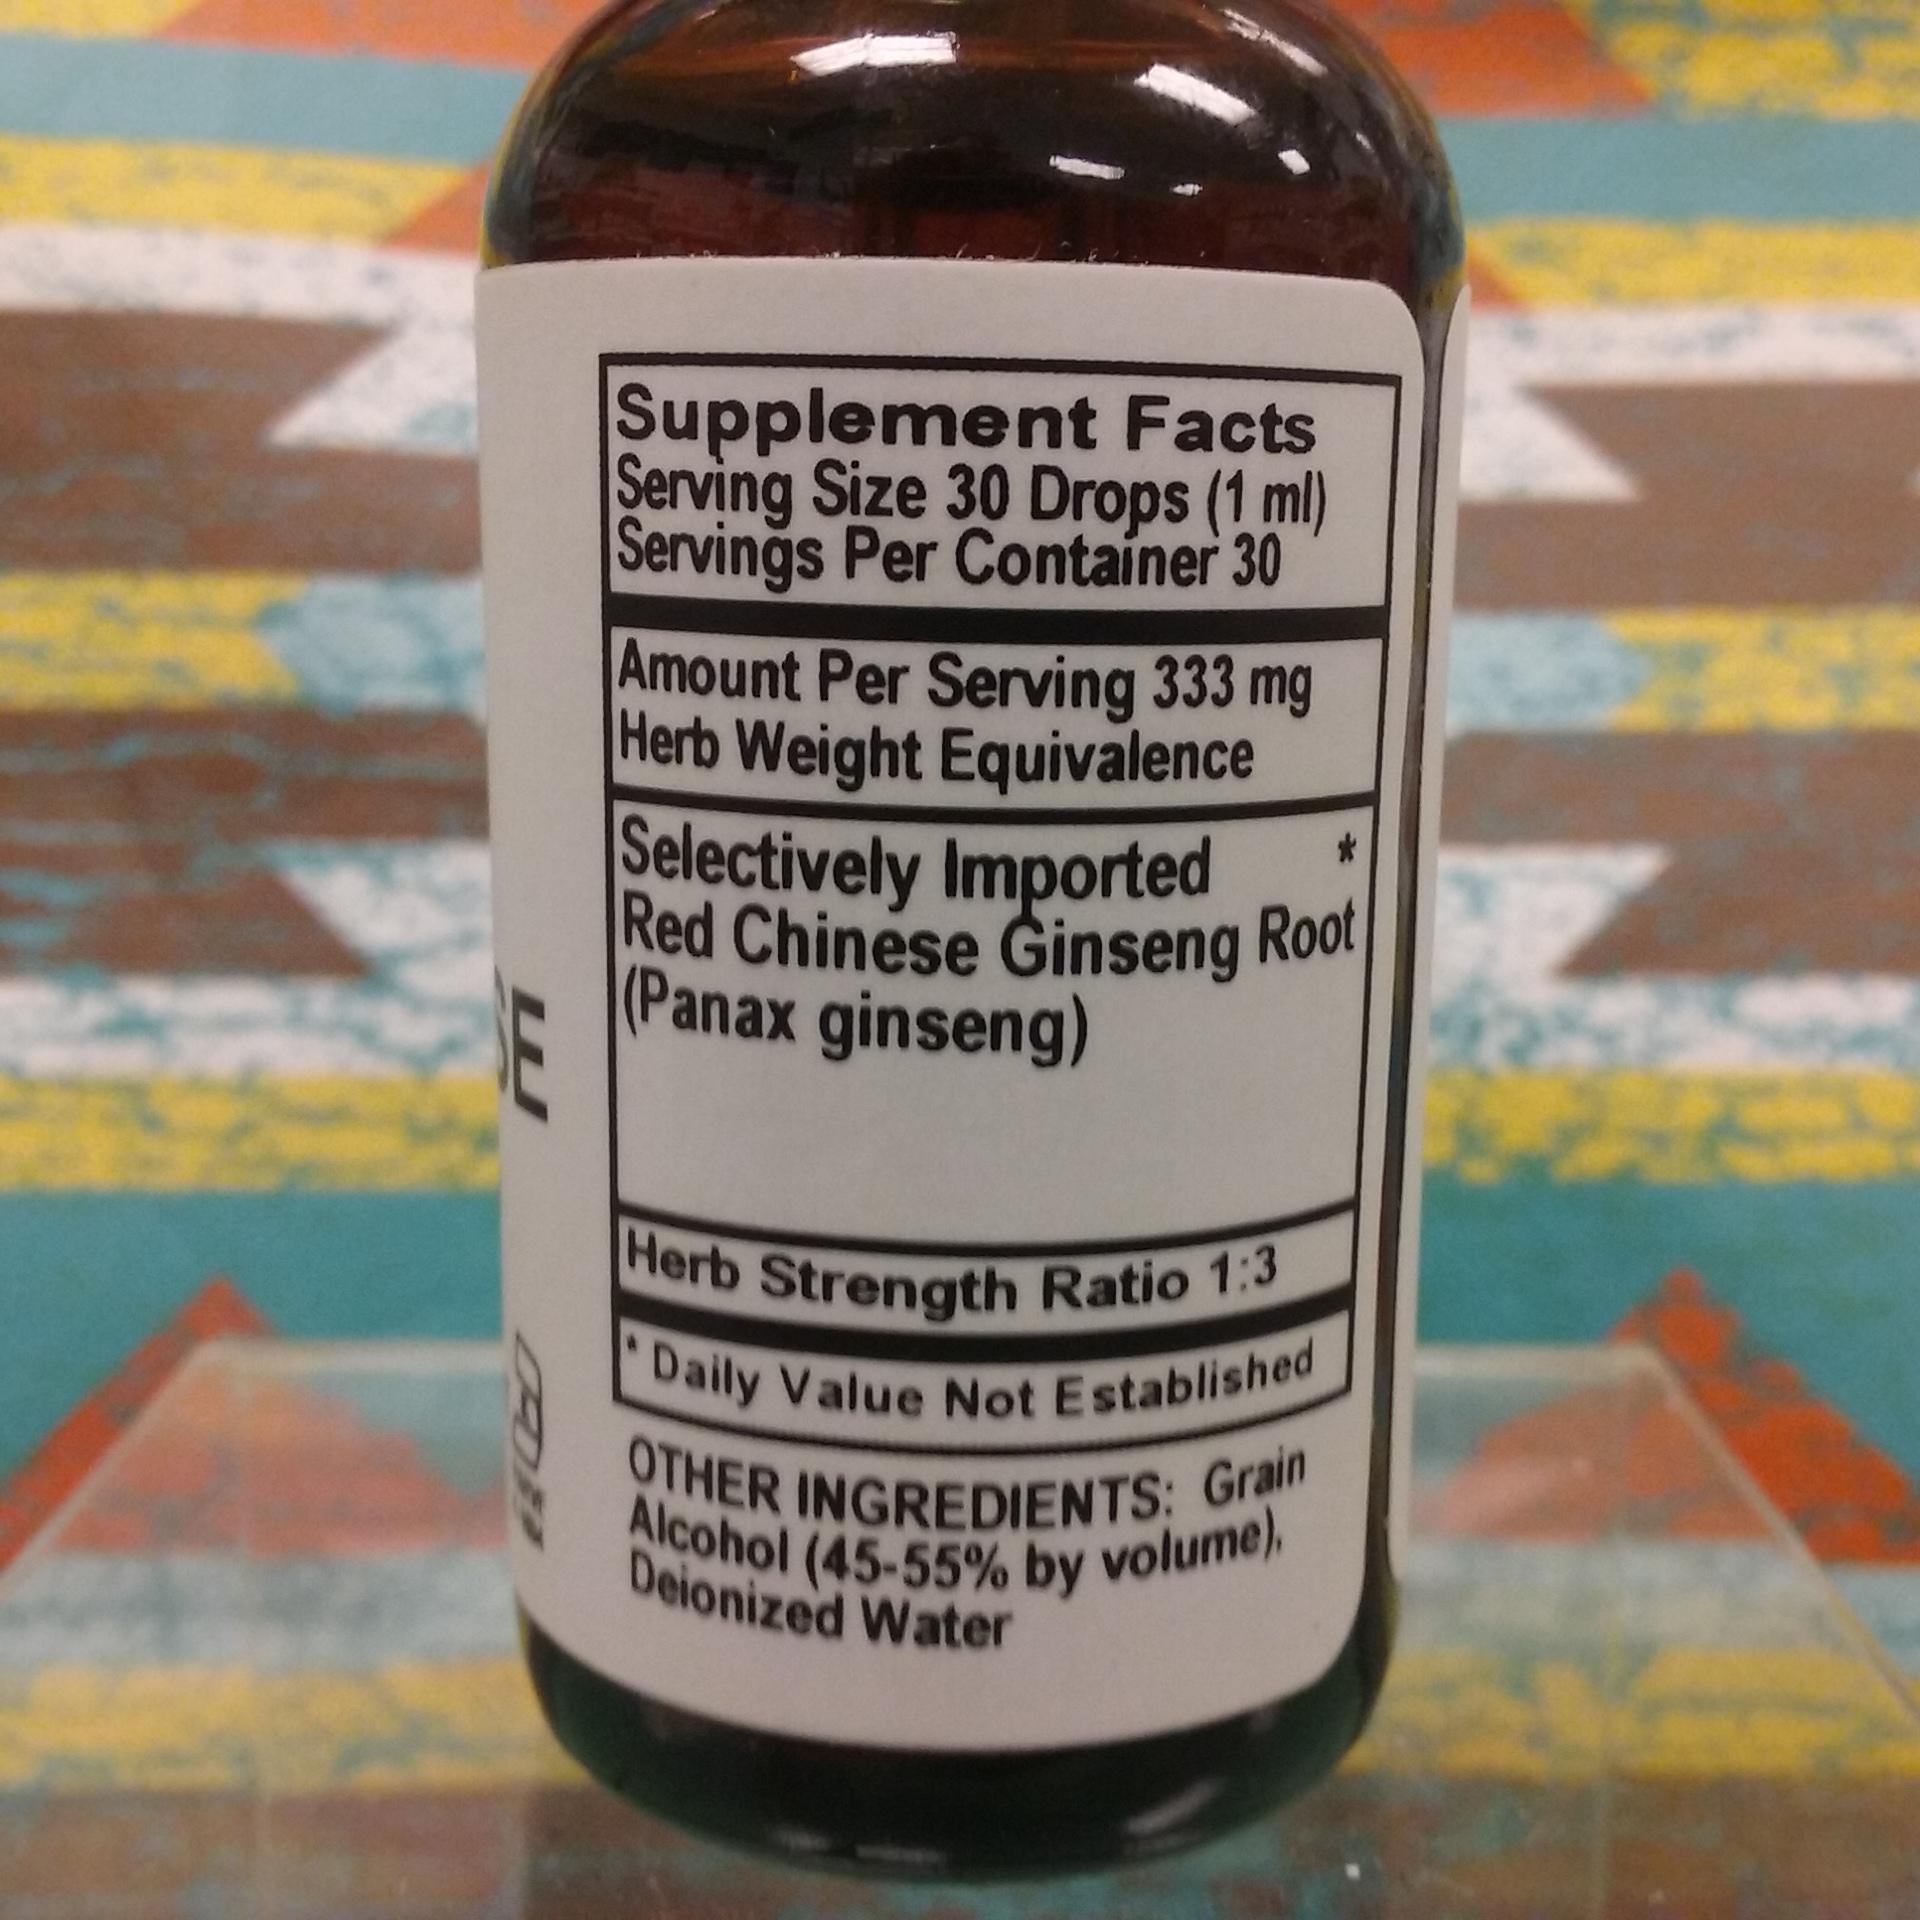 Supplement Facts
Serving Size 30 Drops (1 ml)
Servings Per Container 30
Amount Per Serving 333 mg
Herb Weight Equivalence
Selectively Imported *
Red Chinese Ginseng Root
(Panax ginseng)
Herb Strength Ratio 1:3
* Daily Value Not Established
OTHER INGREDIENTS: Grain
Alcohol (45-55% by volume),
Deionized Water